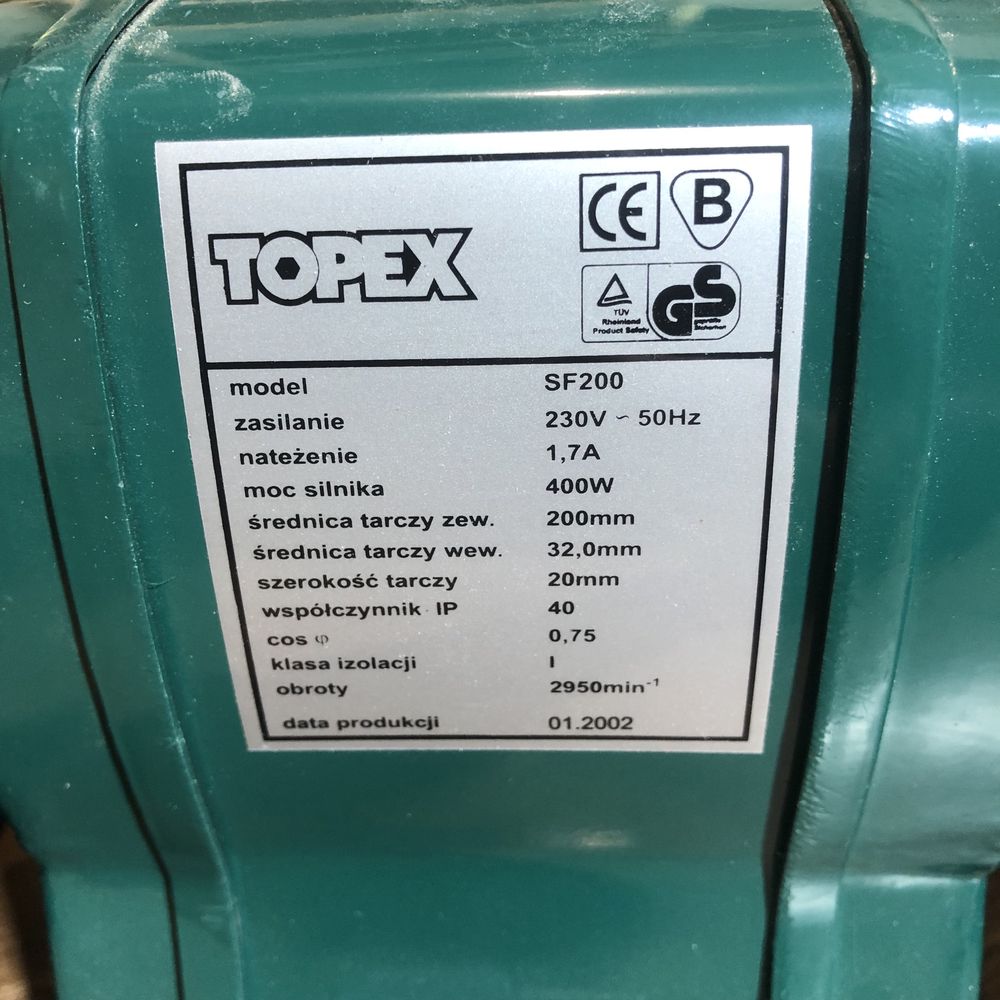 CE
B
TOPEX
TÜV
Rheinland
Product Safety
GS
geprüfte
Sicherheit
model SF200
zasilanie 230V ~ 50Hz
nateżenie 1,7A
moc silnika 400W
średnica tarczy zew. 200mm
średnica tarczy wew. 32,0mm
szerokość tarczy 20mm
współczynnik IP 40
cos φ 0,75
klasa izolacji I
obroty 2950min⁻¹
data produkcji 01.2002